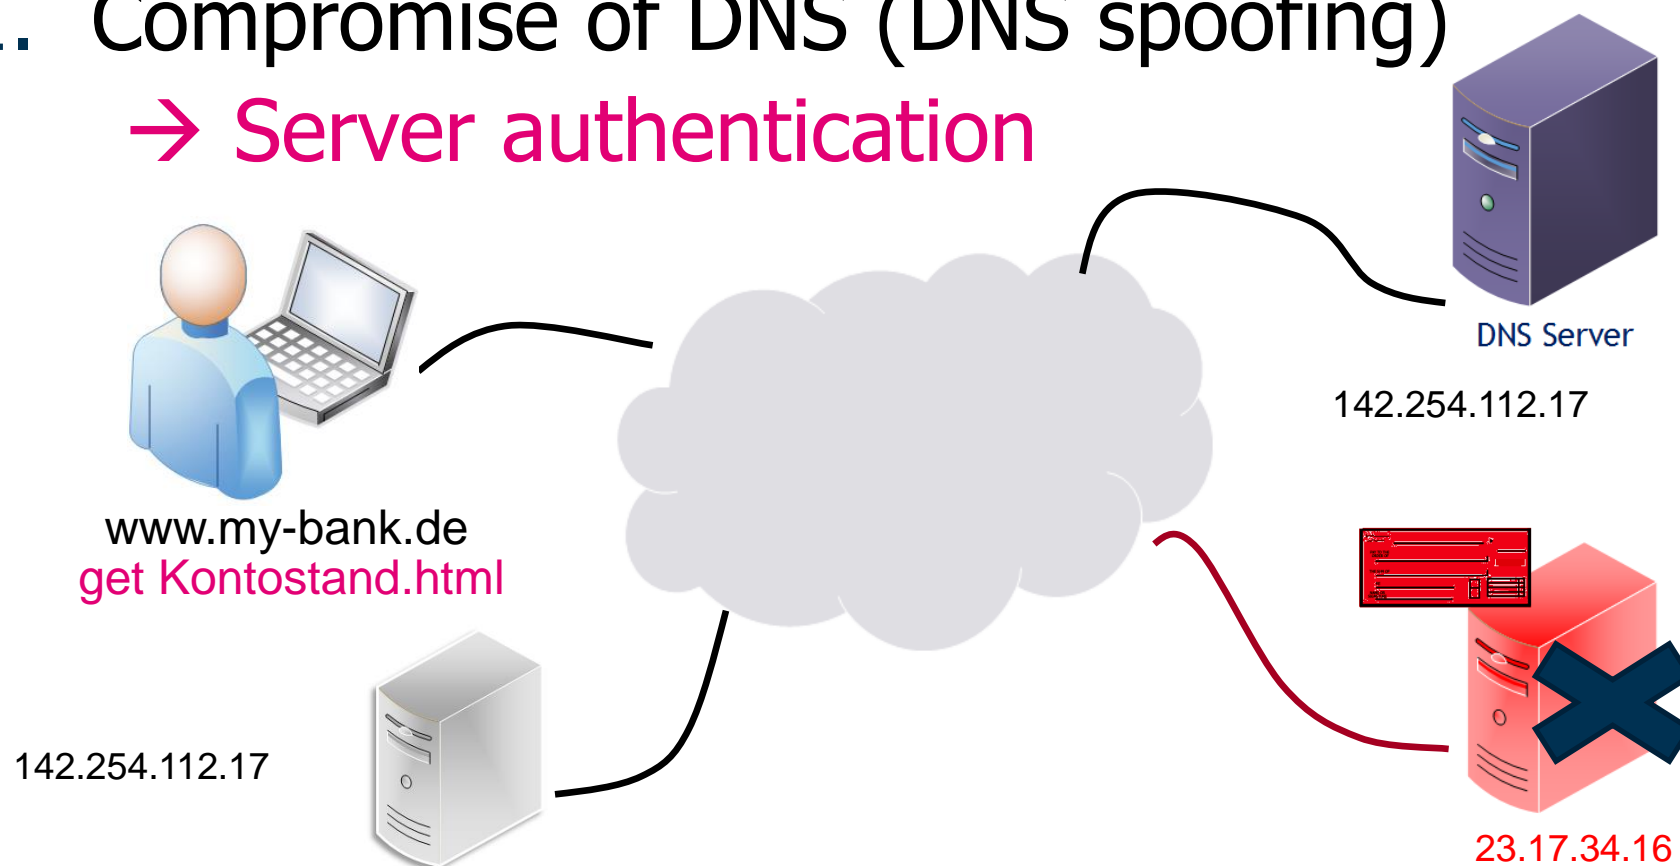 . Compromise of DNS (DNS spoofing)
→ Server authentication
DNS Server
142.254.112.17
www.my-bank.de
get Kontostand.html
142.254.112.17
23.17.34.16